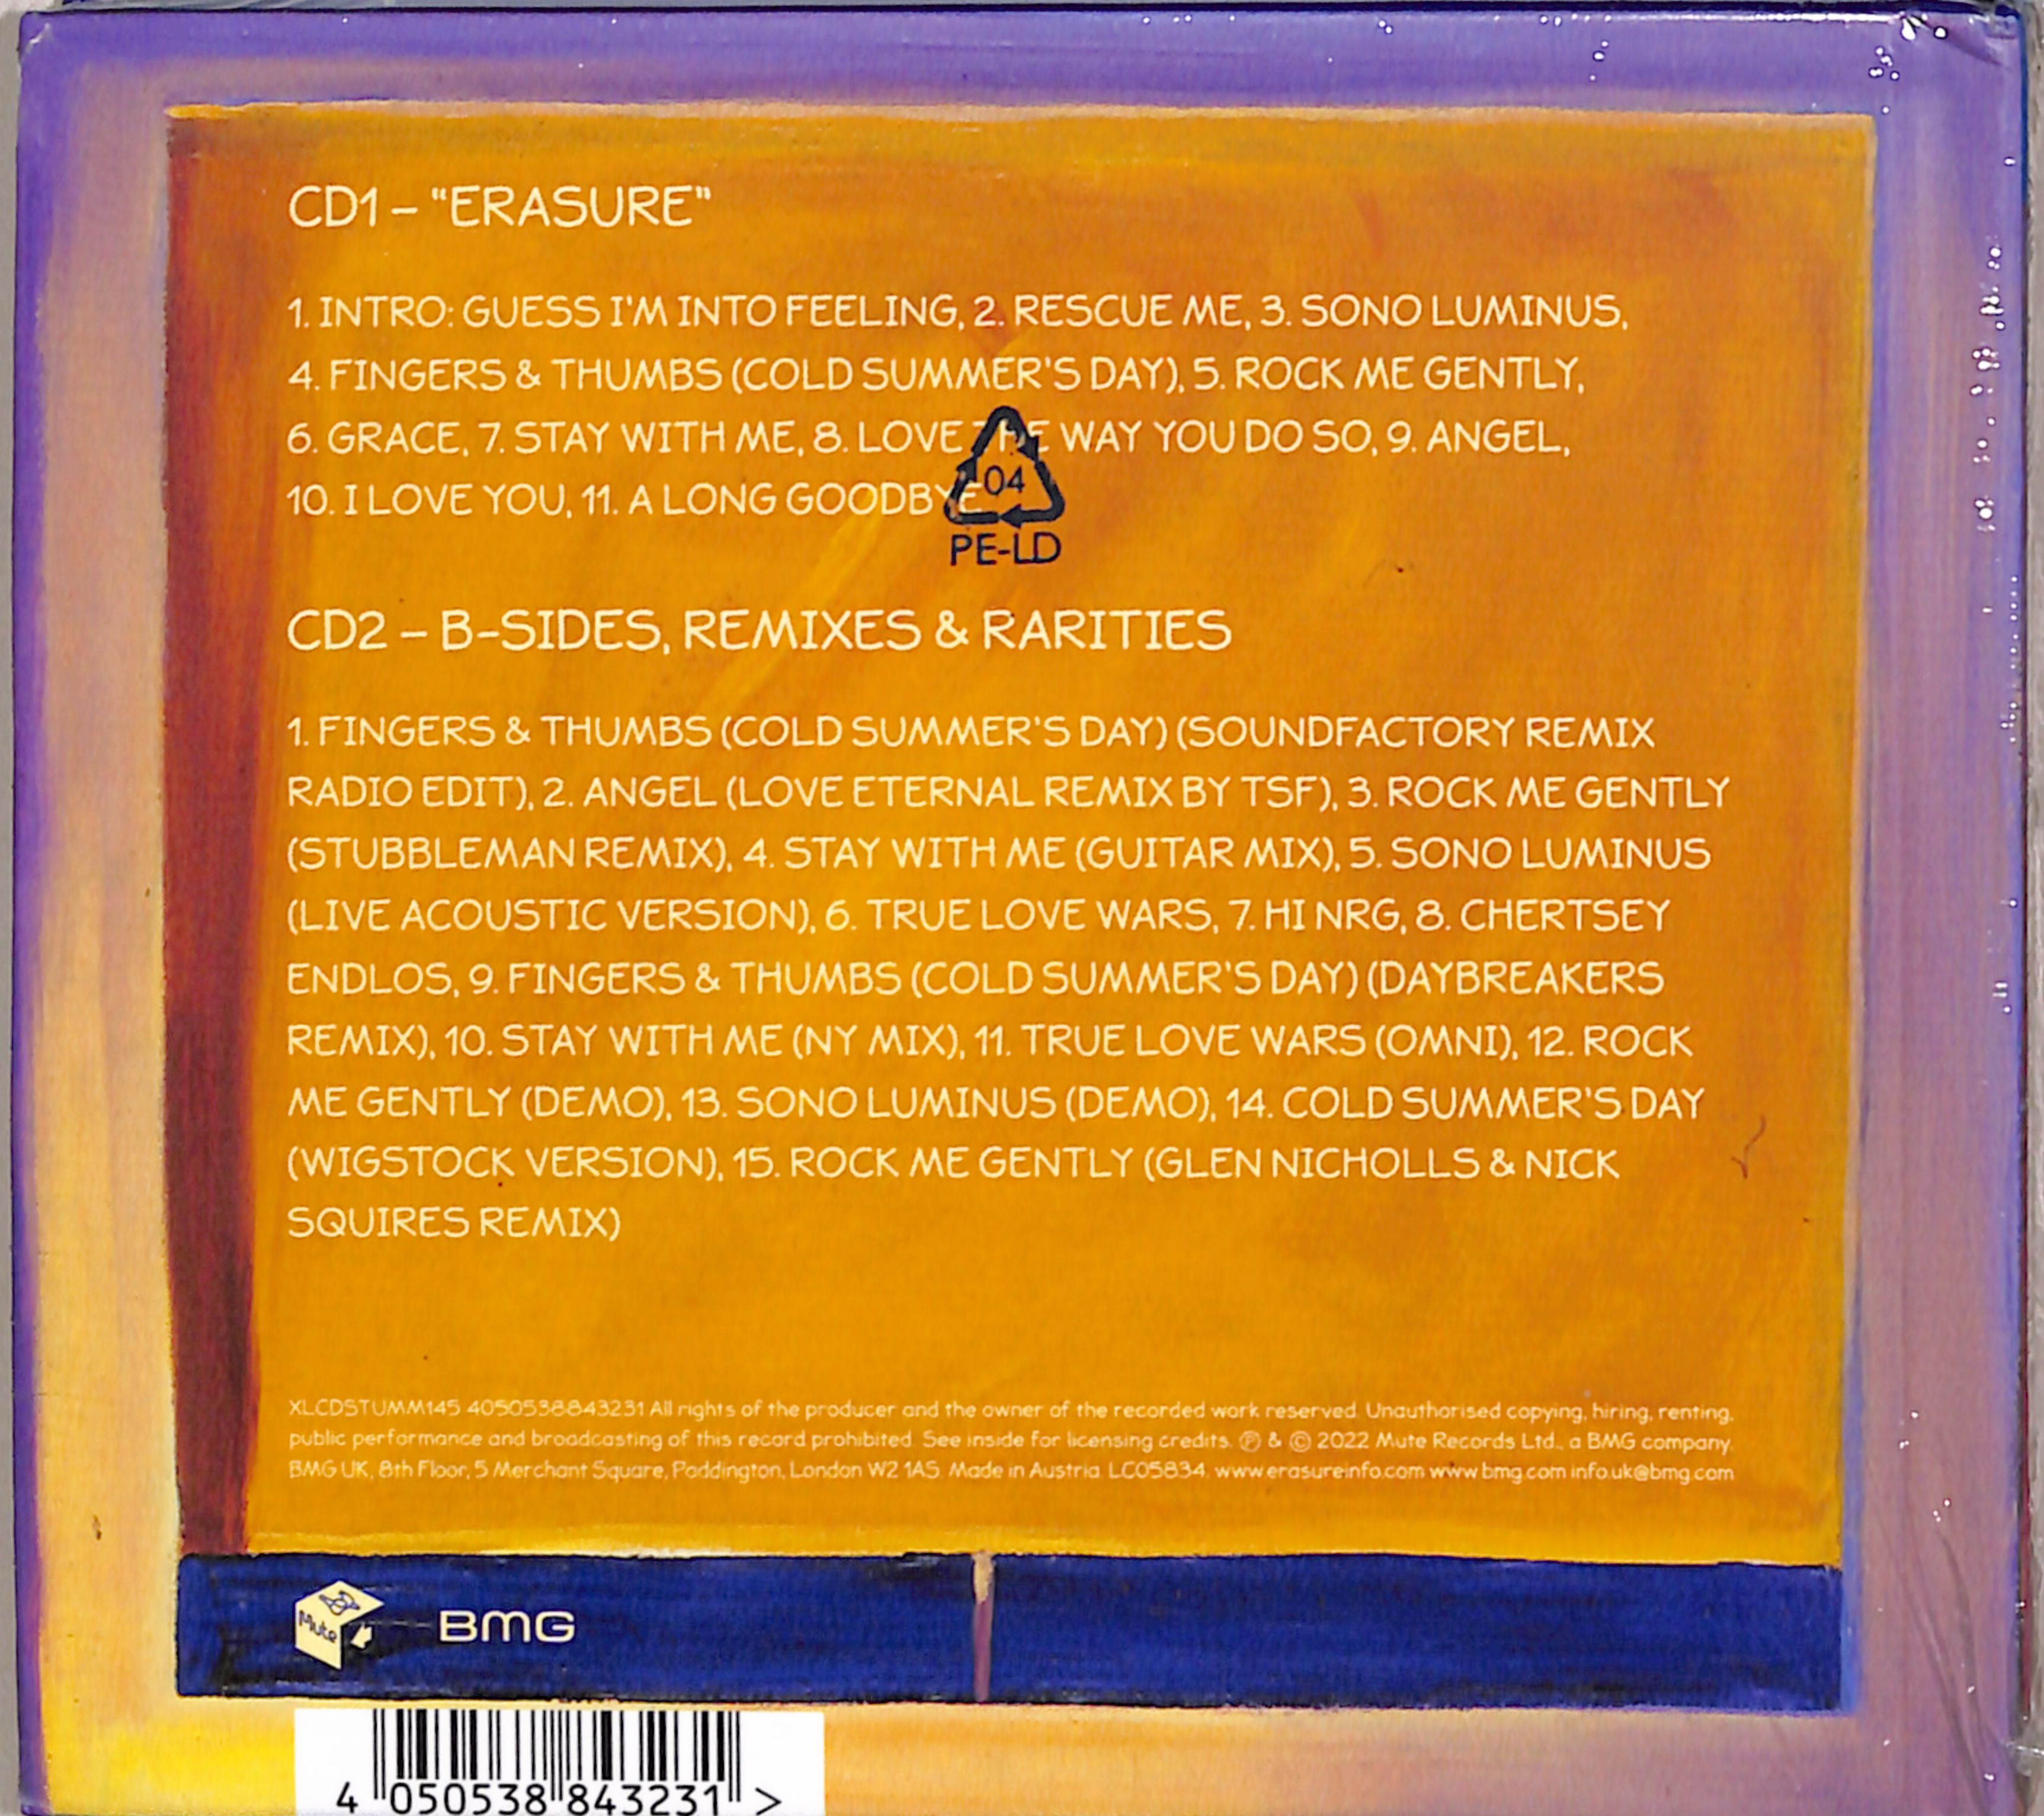 CD1 – "ERASURE"
1. INTRO: GUESS I'M INTO FEELING, 2. RESCUE ME, 3. SONO LUMINUS,
4. FINGERS & THUMBS (COLD SUMMER'S DAY), 5. ROCK ME GENTLY,
6. GRACE, 7. STAY WITH ME, 8. LOVE THE WAY YOU DO SO, 9. ANGEL,
10. I LOVE YOU, 11. A LONG GOODBYE
04
PE-LD
CD2 – B-SIDES, REMIXES & RARITIES
1. FINGERS & THUMBS (COLD SUMMER'S DAY) (SOUNDFACTORY REMIX
RADIO EDIT), 2. ANGEL (LOVE ETERNAL REMIX BY TSF), 3. ROCK ME GENTLY
(STUBBLEMAN REMIX), 4. STAY WITH ME (GUITAR MIX), 5. SONO LUMINUS
(LIVE ACOUSTIC VERSION), 6. TRUE LOVE WARS, 7. HI NRG, 8. CHERTSEY
ENDLOS, 9. FINGERS & THUMBS (COLD SUMMER'S DAY) (DAYBREAKERS
REMIX), 10. STAY WITH ME (NY MIX), 11. TRUE LOVE WARS (OMNI), 12. ROCK
ME GENTLY (DEMO), 13. SONO LUMINUS (DEMO), 14. COLD SUMMER'S DAY
(WIGSTOCK VERSION), 15. ROCK ME GENTLY (GLEN NICHOLLS & NICK
SQUIRES REMIX)
XLCDSTUMM145 4050538843231 All rights of the producer and the owner of the recorded work reserved. Unauthorised copying, hiring, renting,
public performance and broadcasting of this record prohibited. See inside for licensing credits. ℗ & © 2022 Mute Records Ltd., a BMG company.
BMG UK, 8th Floor, 5 Merchant Square, Paddington, London W2 1AS. Made in Austria. LC05834. www.erasureinfo.com www.bmg.com info.uk@bmg.com
Mute BMG
4 050538 843231 >